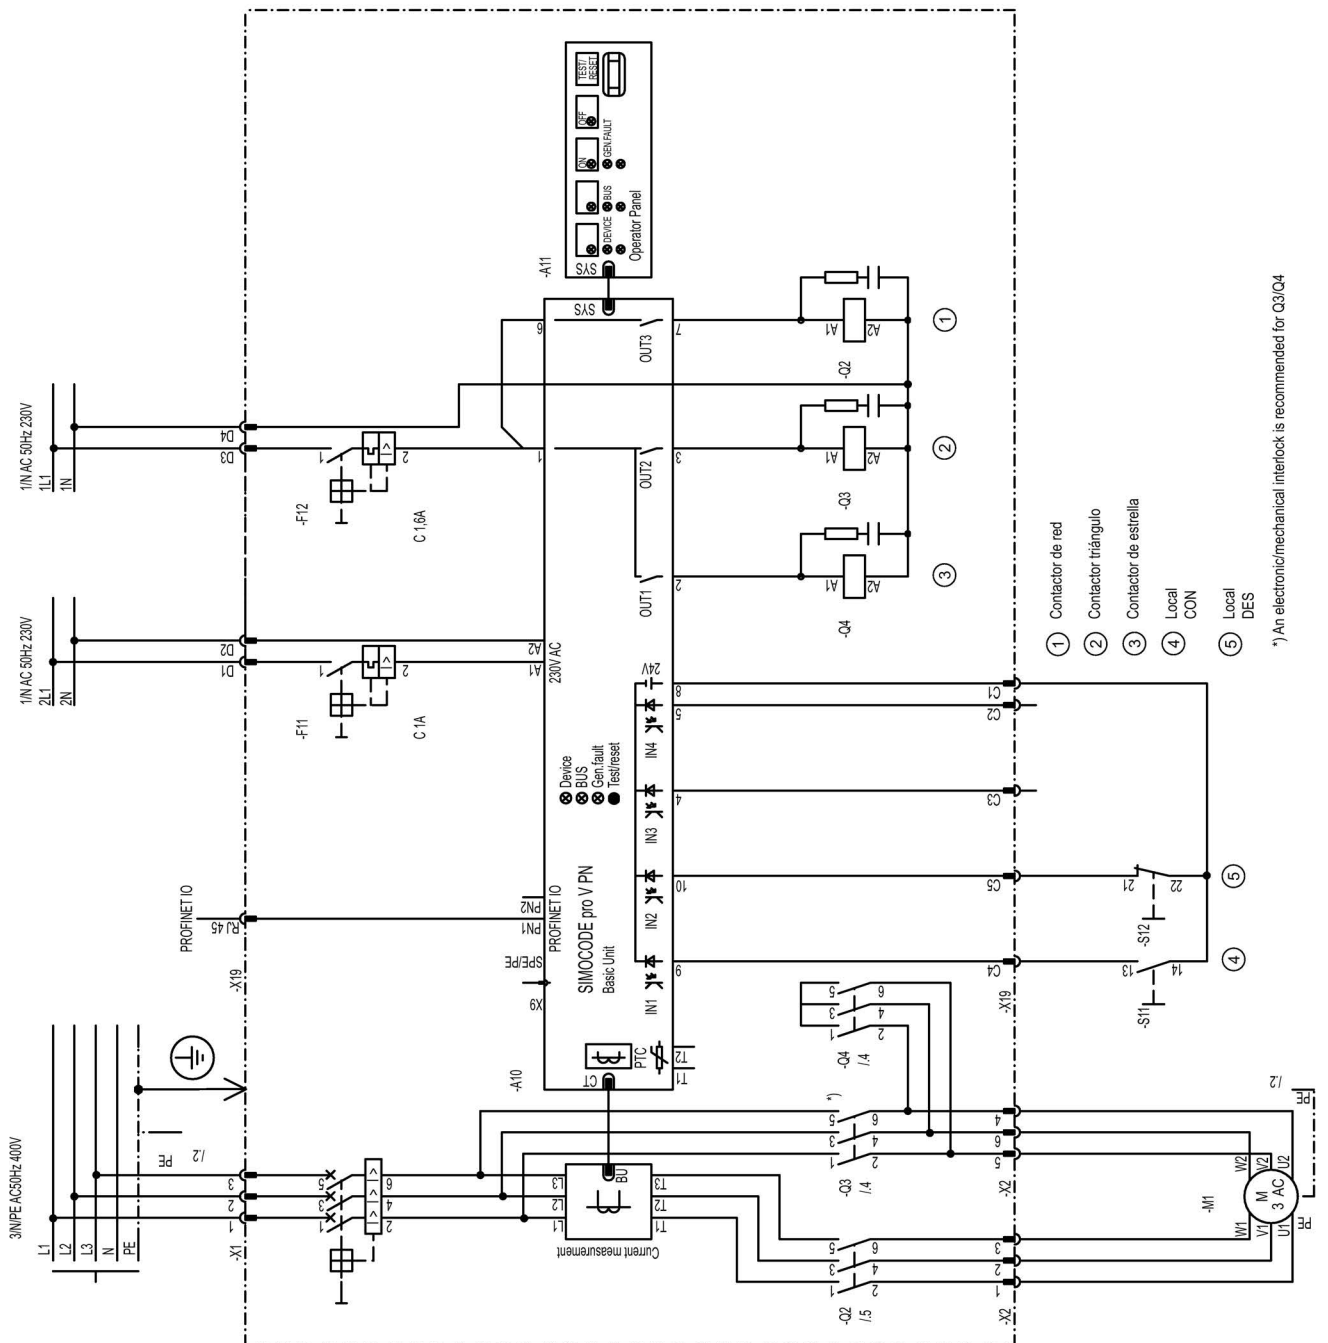 3/N/PE AC50Hz 400V
L1
L2
L3
N
PE
PE
/.2
-X1
1
2
3
1
3
5
2
4
6
PROFINET IO
RJ 45
-X19
1/N AC 50Hz 230V
2L1
2N
D1
D2
-F11
1
2
C 1A
1/N AC 50Hz 230V
1L1
1N
D3
D4
-F12
1
2
C 1,6A
Current measurement
L1
L2
L3
BU
T1
T2
T3
-A10
CT
PTC
T1
T2
X9
SPE/PE
PN1
PN2
PROFINET IO
SIMOCODE pro V PN
Basic Unit
Device
BUS
Gen.fault
Test/reset
A1
A2
230V AC
1
6
SYS
IN1
9
IN2
10
IN3
4
IN4
5
24V
8
OUT1
2
OUT2
3
OUT3
7
-A11
SYS
DEVICE
BUS
GEN.FAULT
ON
OFF
TEST/
RESET
Operator Panel
-Q2
/.5
1
3
5
2
4
6
-Q3
/.4
1
3
5
2
4
6
*)
-Q4
/.4
1
3
5
2
4
6
-Q4
A1
A2
3
-Q3
A1
A2
2
-Q2
A1
A2
1
-X2
1
2
3
-X2
5
6
4
-X19
C4
C5
C3
C2
C1
-M1
M
3 AC
U1
V1
W1
W2
V2
U2
PE
PE
/.2
-S11
13
14
4
-S12
21
22
5
1 Contactor de red
2 Contactor triángulo
3 Contactor de estrella
4 Local
CON
5 Local
DES
*) An electronic/mechanical interlock is recommended for Q3/Q4